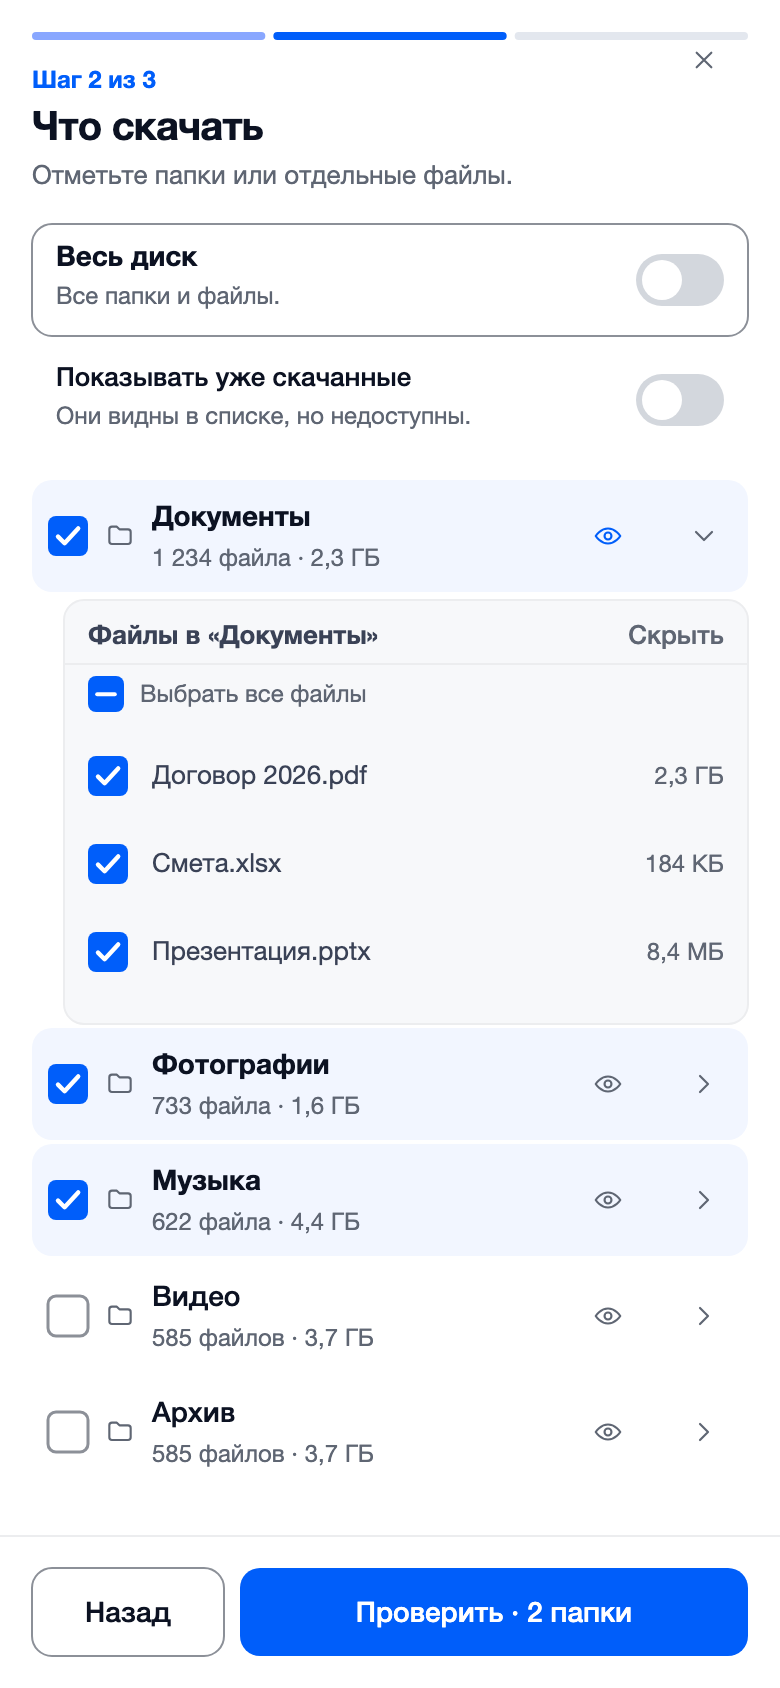 Шаг 2 из 3
Что скачать
Отметьте папки или отдельные файлы.
Весь диск
Все папки и файлы.
Показывать уже скачанные
Они видны в списке, но недоступны.
Документы
1 234 файла · 2,3 ГБ
Файлы в «Документы»
Скрыть
Выбрать все файлы
Договор 2026.pdf
2,3 ГБ
Смета.xlsx
184 КБ
Презентация.pptx
8,4 МБ
Фотографии
733 файла · 1,6 ГБ
Музыка
622 файла · 4,4 ГБ
Видео
585 файлов · 3,7 ГБ
Архив
585 файлов · 3,7 ГБ
Назад
Проверить · 2 папки